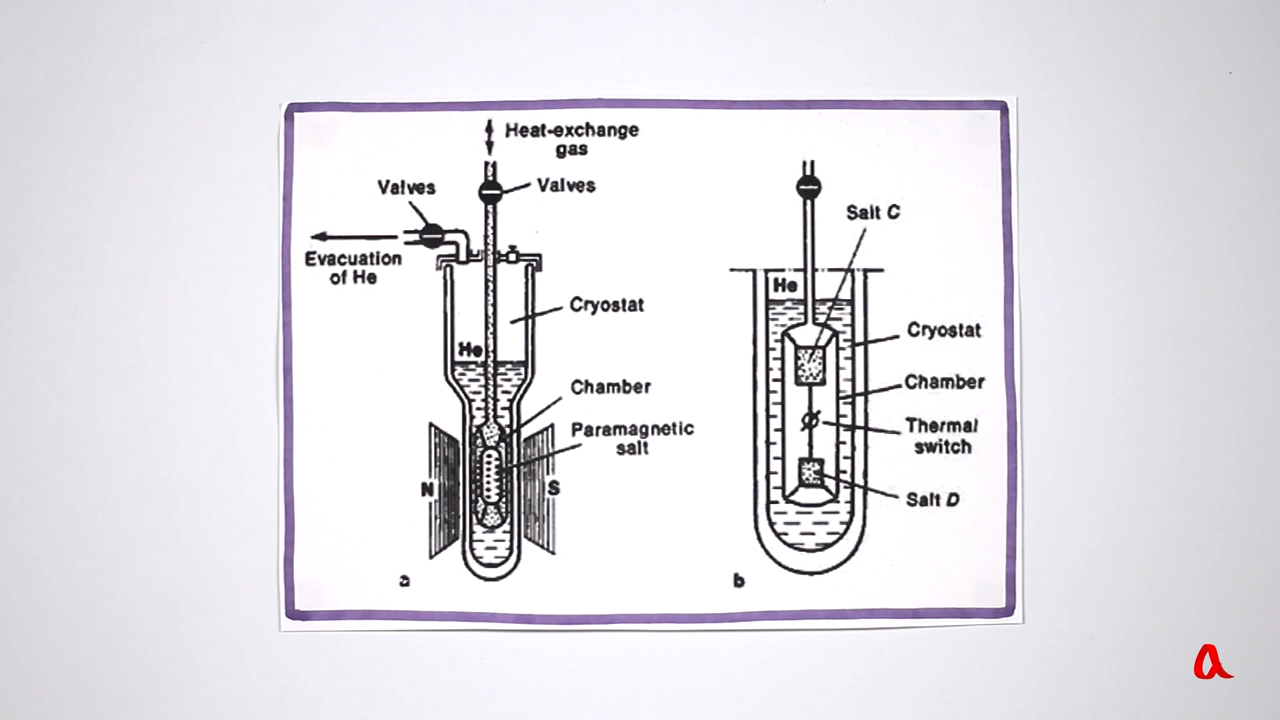 Heat-exchange
gas
Valves
Valves
Evacuation
of He
Cryostat
He
Chamber
Paramagnetic
salt
N
S
a
Salt C
He
Cryostat
Chamber
Thermal
switch
Salt D
b
a